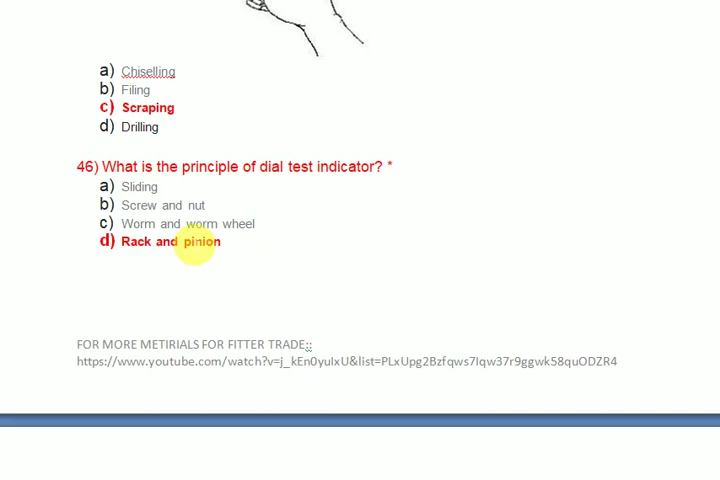 a) Chiselling
b) Filing
c) Scraping
d) Drilling
46) What is the principle of dial test indicator? *
a) Sliding
b) Screw and nut
c) Worm and worm wheel
d) Rack and pinion
FOR MORE METIRIALS FOR FITTER TRADE::
https://www.youtube.com/watch?v=j_kEn0yuIxU&list=PLxUpg2Bzfqws7Iqw37r9ggwk58quODZR4